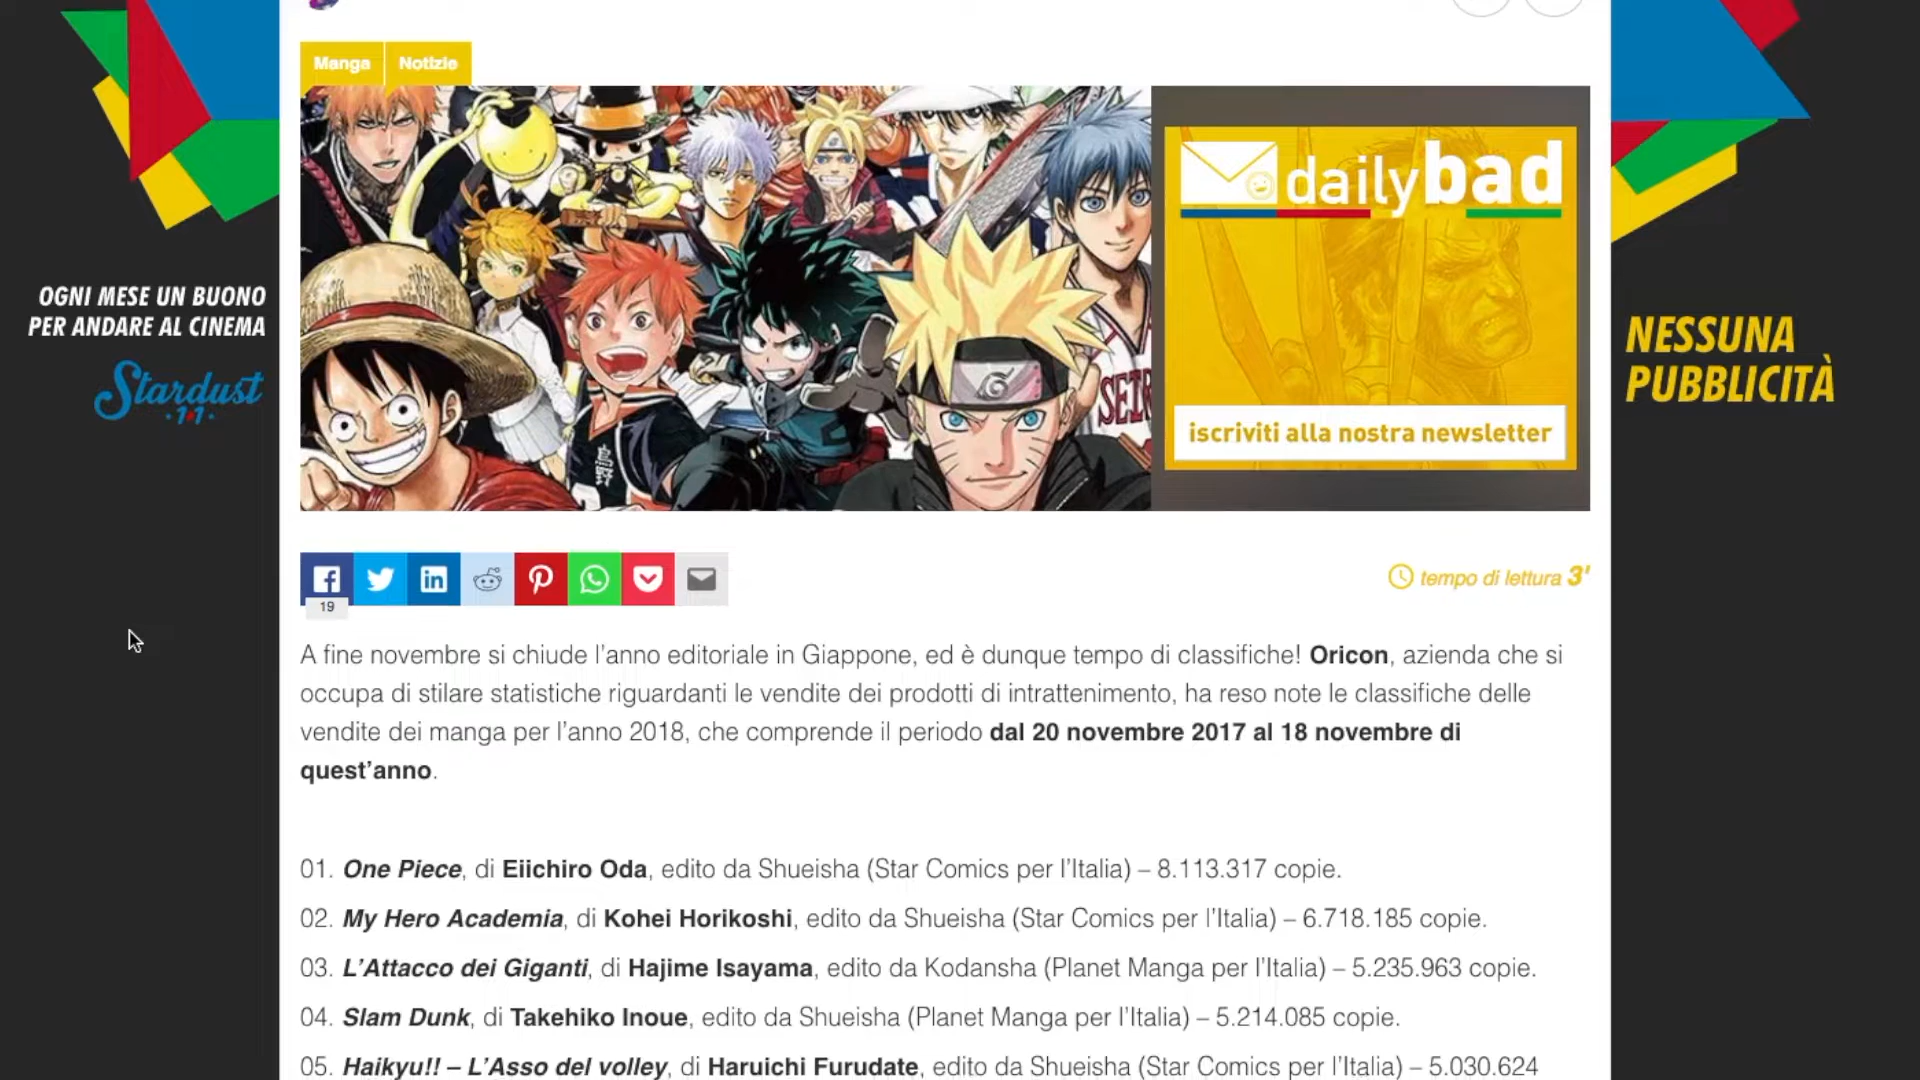 Manga
Notizie
dailybad
iscriviti alla nostra newsletter
SEIR
烏野
OGNI MESE UN BUONO
PER ANDARE AL CINEMA
Stardust
·1·1·
NESSUNA
PUBBLICITÀ
19
tempo di lettura 3'
A fine novembre si chiude l'anno editoriale in Giappone, ed è dunque tempo di classifiche! Oricon, azienda che si
occupa di stilare statistiche riguardanti le vendite dei prodotti di intrattenimento, ha reso note le classifiche delle
vendite dei manga per l'anno 2018, che comprende il periodo dal 20 novembre 2017 al 18 novembre di
quest'anno.
01. One Piece, di Eiichiro Oda, edito da Shueisha (Star Comics per l'Italia) – 8.113.317 copie.
02. My Hero Academia, di Kohei Horikoshi, edito da Shueisha (Star Comics per l'Italia) – 6.718.185 copie.
03. L'Attacco dei Giganti, di Hajime Isayama, edito da Kodansha (Planet Manga per l'Italia) – 5.235.963 copie.
04. Slam Dunk, di Takehiko Inoue, edito da Shueisha (Planet Manga per l'Italia) – 5.214.085 copie.
05. Haikyu!! – L'Asso del volley, di Haruichi Furudate, edito da Shueisha (Star Comics per l'Italia) – 5.030.624